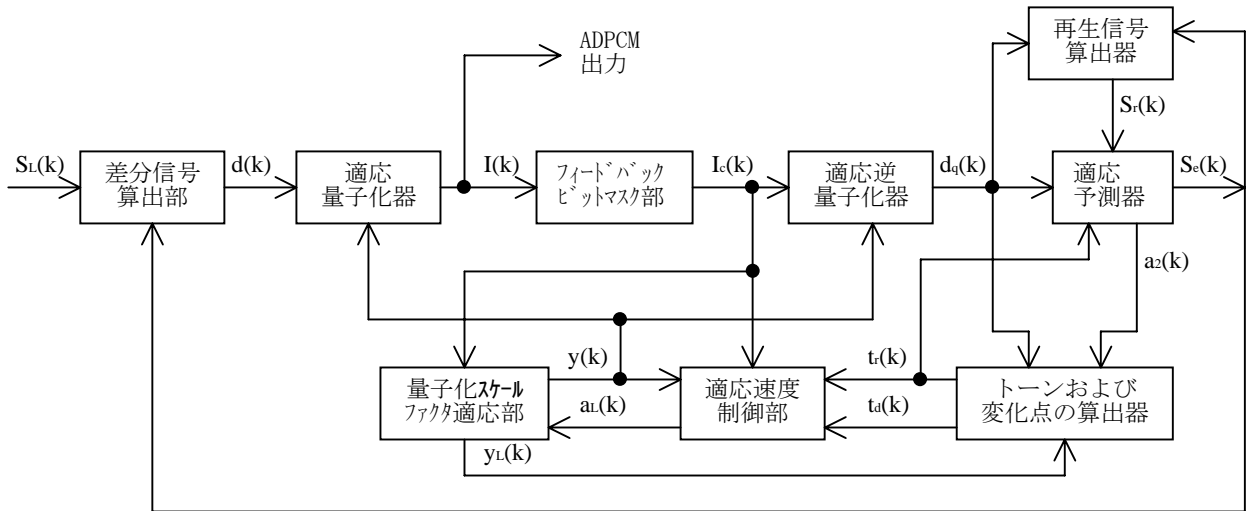 ADPCM
出力
再生信号
算出器
Sr(k)
SL(k)
差分信号
算出部
d(k)
適応
量子化器
I(k)
フィードバック
ビットマスク部
Ic(k)
適応逆
量子化器
dq(k)
適応
予測器
Se(k)
a2(k)
y(k)
tr(k)
量子化スケール
ファクタ適応部
aL(k)
適応速度
制御部
td(k)
トーンおよび
変化点の算出器
yL(k)